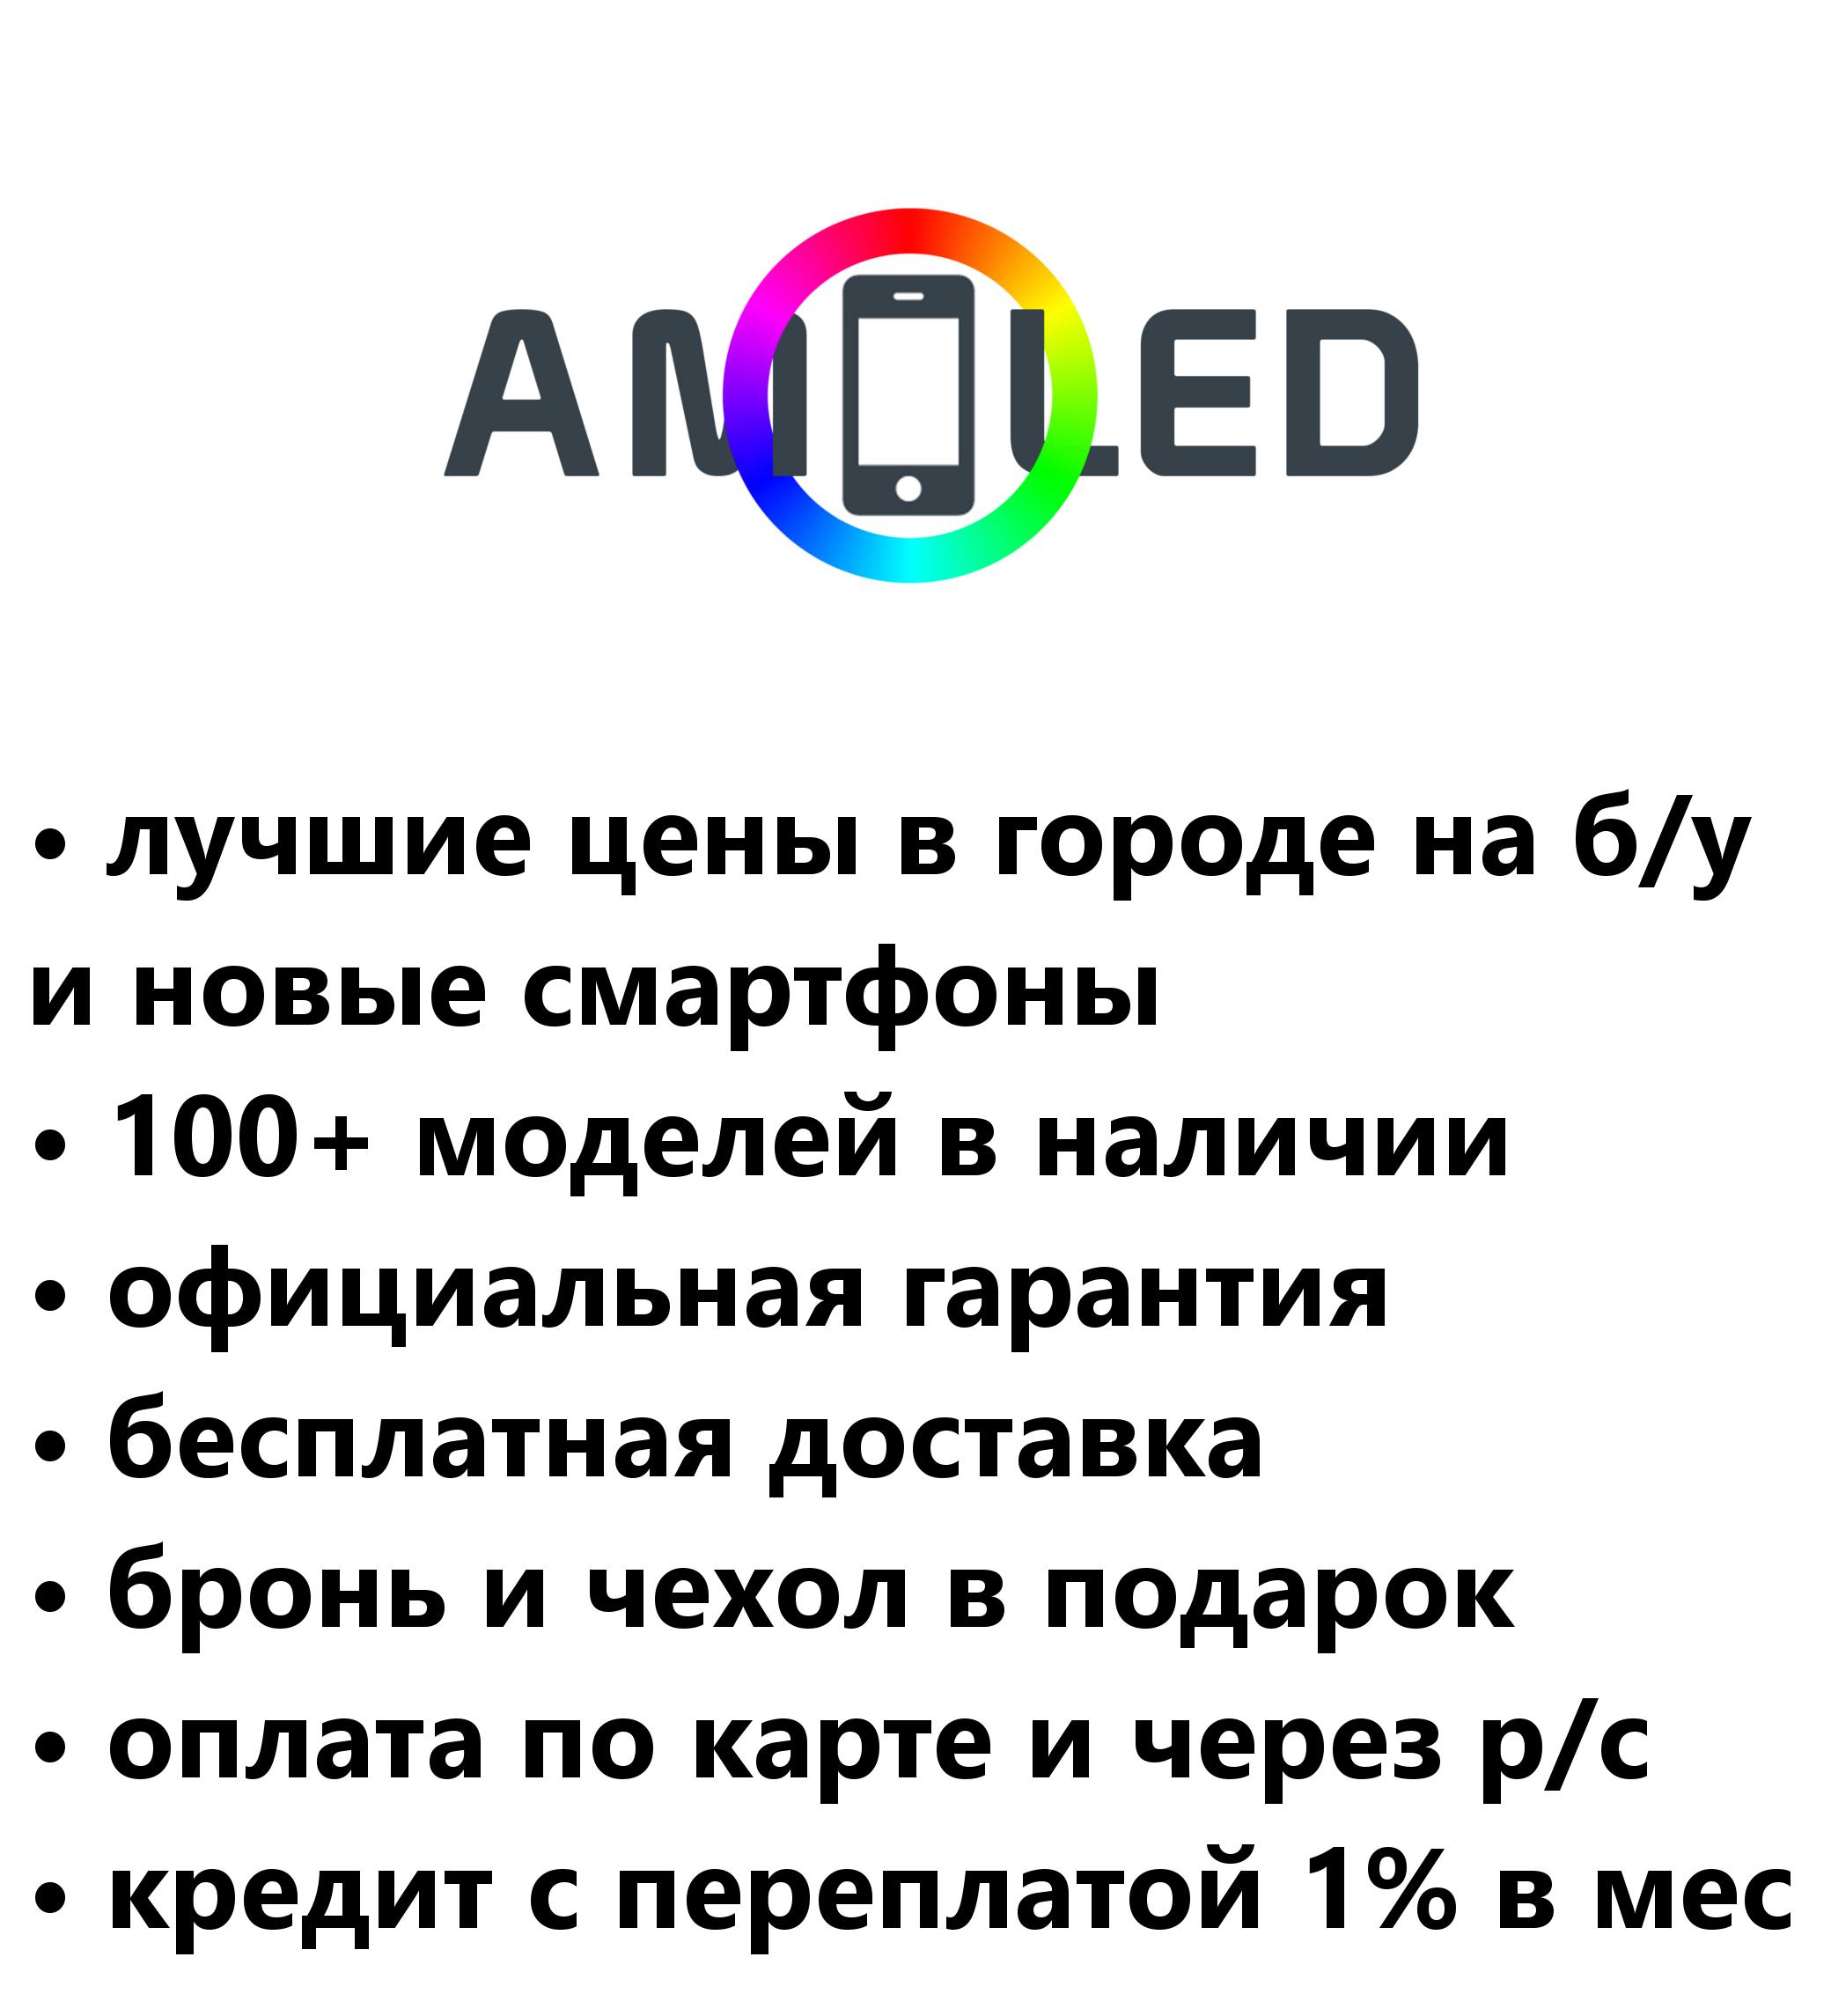 AMOLED
• лучшие цены в городе на б/у
и новые смартфоны
• 100+ моделей в наличии
• официальная гарантия
• бесплатная доставка
• бронь и чехол в подарок
• оплата по карте и через р/с
• кредит с переплатой 1% в мес